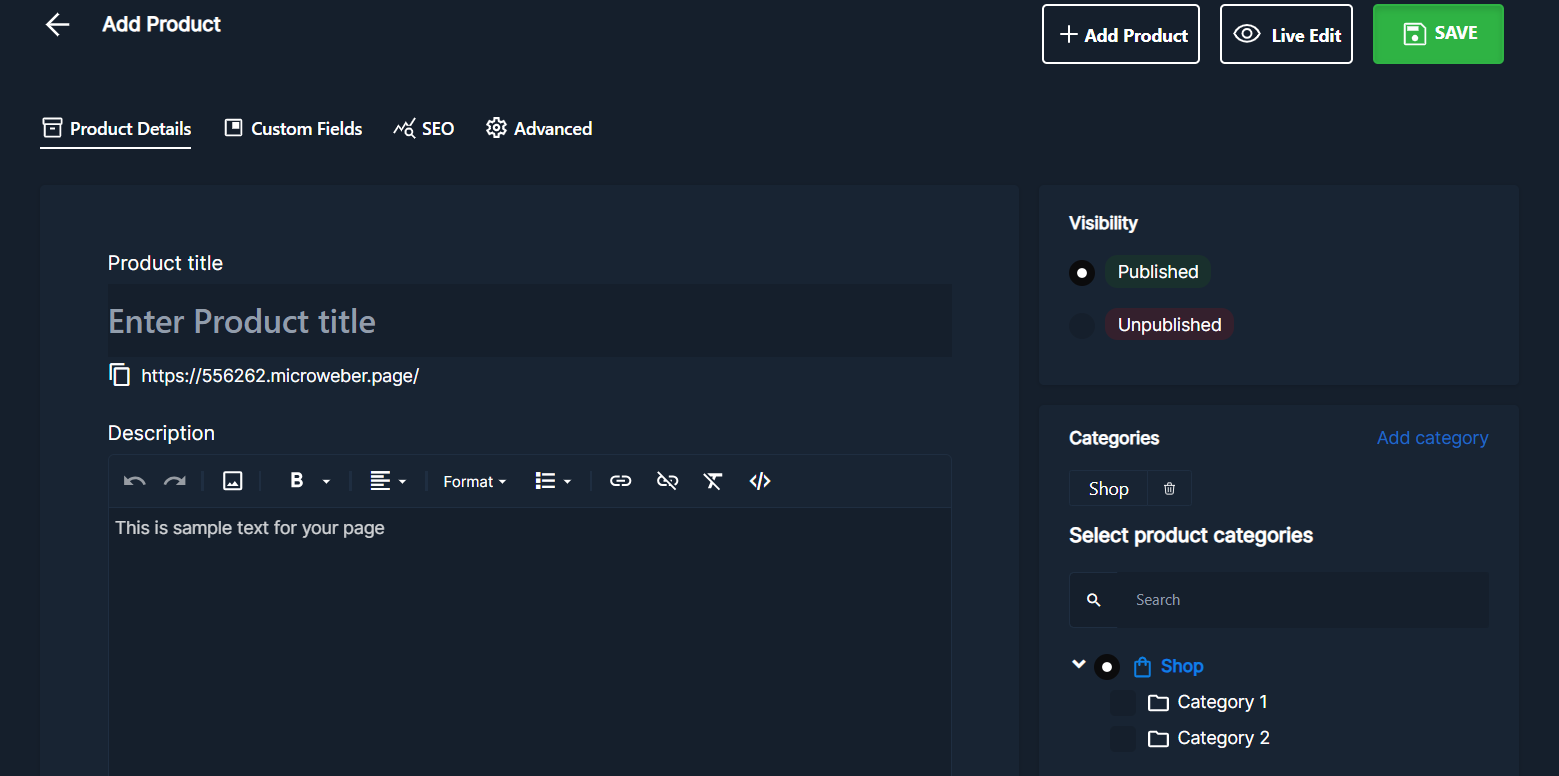 Add Product
Add Product
Live Edit
SAVE
Product Details
Custom Fields
SEO
Advanced
Product title
Enter Product title
https://556262.microweber.page/
Description
B
Format
This is sample text for your page
Visibility
Published
Unpublished
Categories
Add category
Shop
Select product categories
Search
Shop
Category 1
Category 2